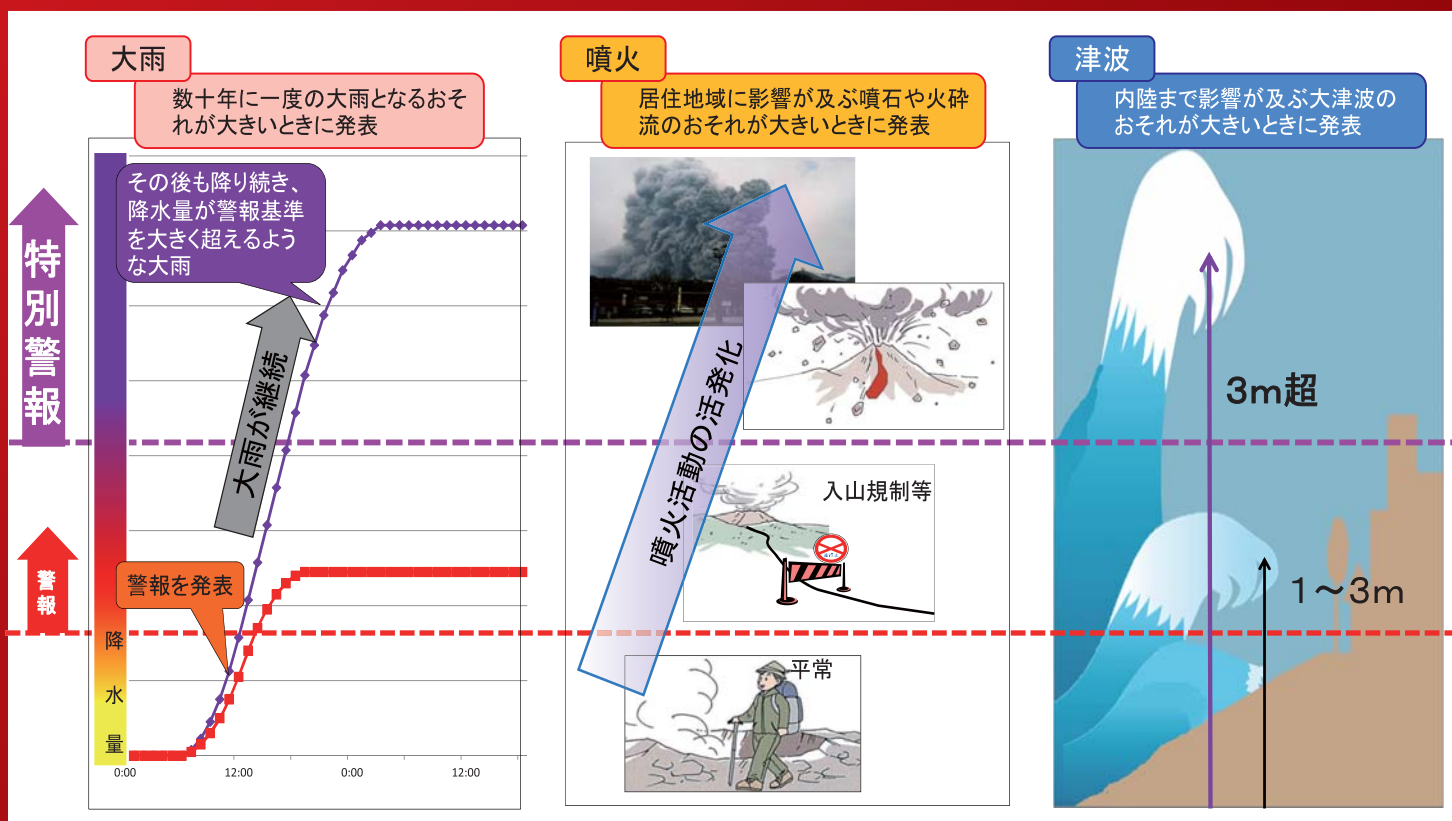 大雨
数十年に一度の大雨となるおそ
れが大きいときに発表
噴火
居住地域に影響が及ぶ噴石や火砕
流のおそれが大きいときに発表
津波
内陸まで影響が及ぶ大津波の
おそれが大きいときに発表
特別警報
警報
その後も降り続き、
降水量が警報基準
を大きく超えるよう
な大雨
大雨が継続
警報を発表
降水量
0:00
12:00
0:00
12:00
噴火活動の活発化
入山規制等
平常
3m超
1～3m